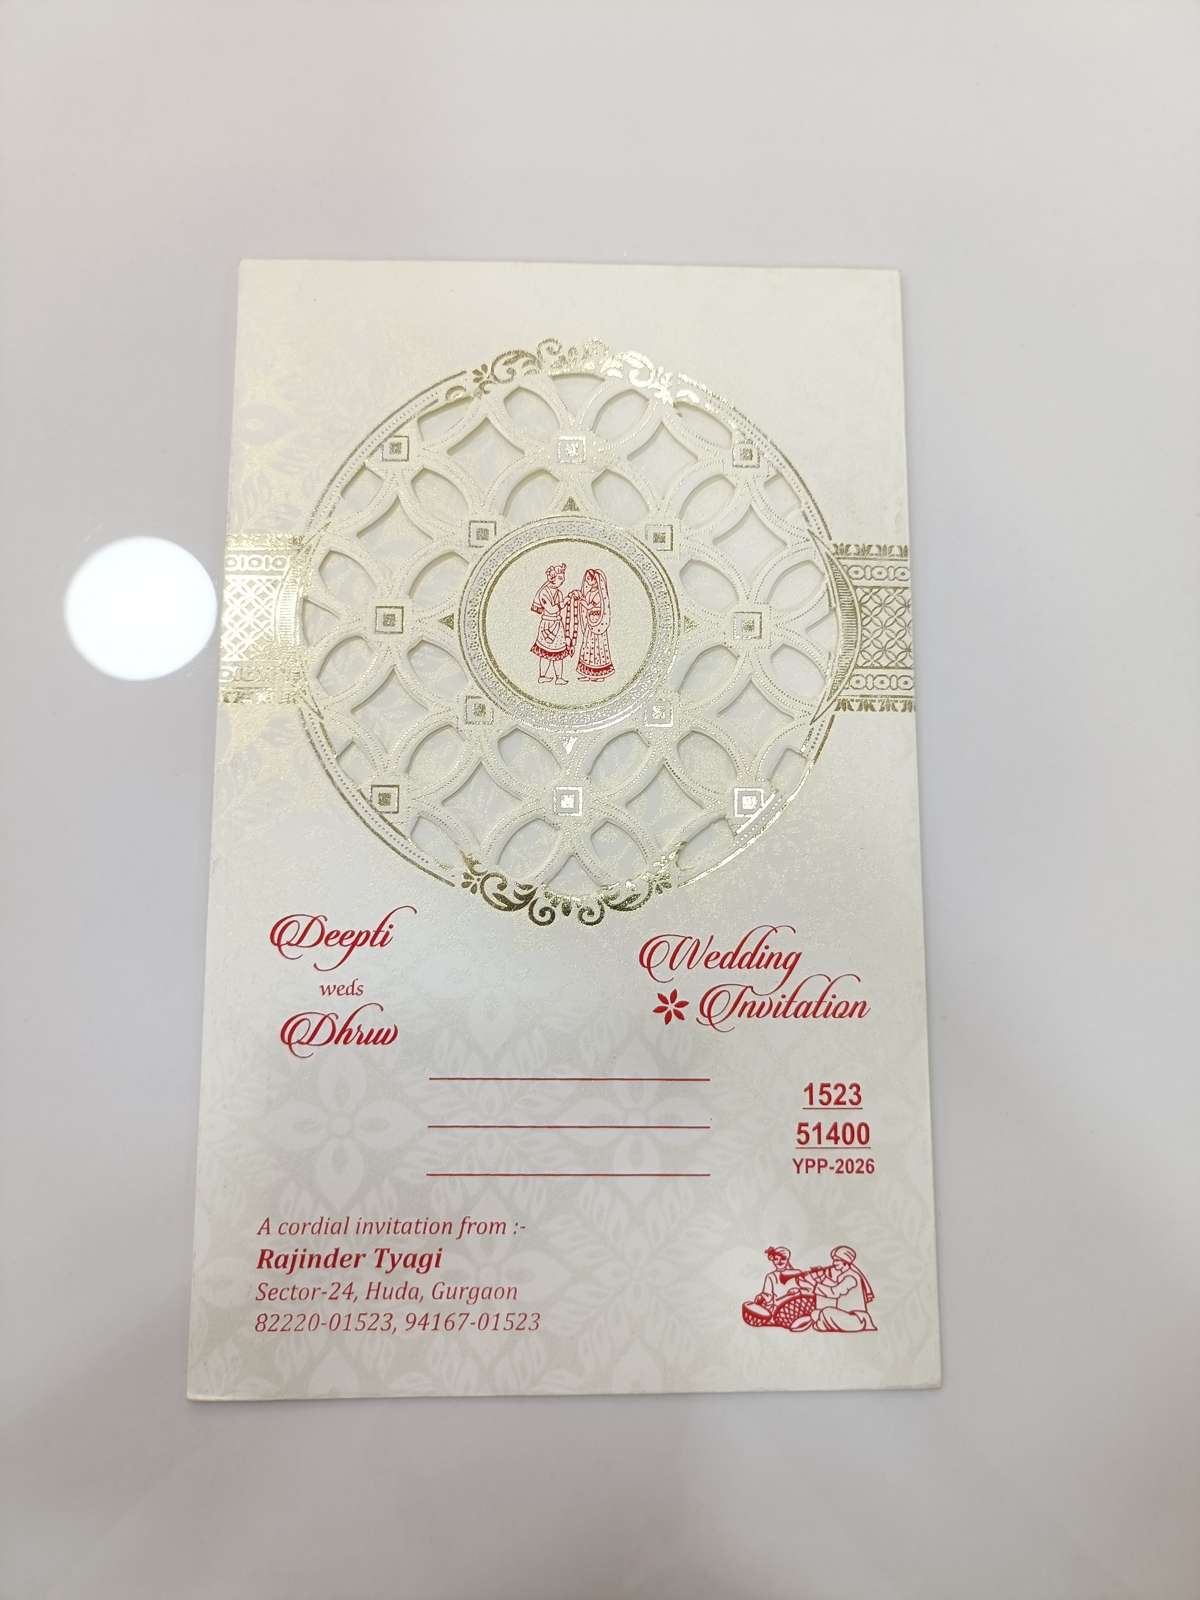 Deepti
weds
Dhruv
Wedding
Invitation
1523
51400
YPP-2026
A cordial invitation from :-
Rajinder Tyagi
Sector-24, Huda, Gurgaon
82220-01523, 94167-01523